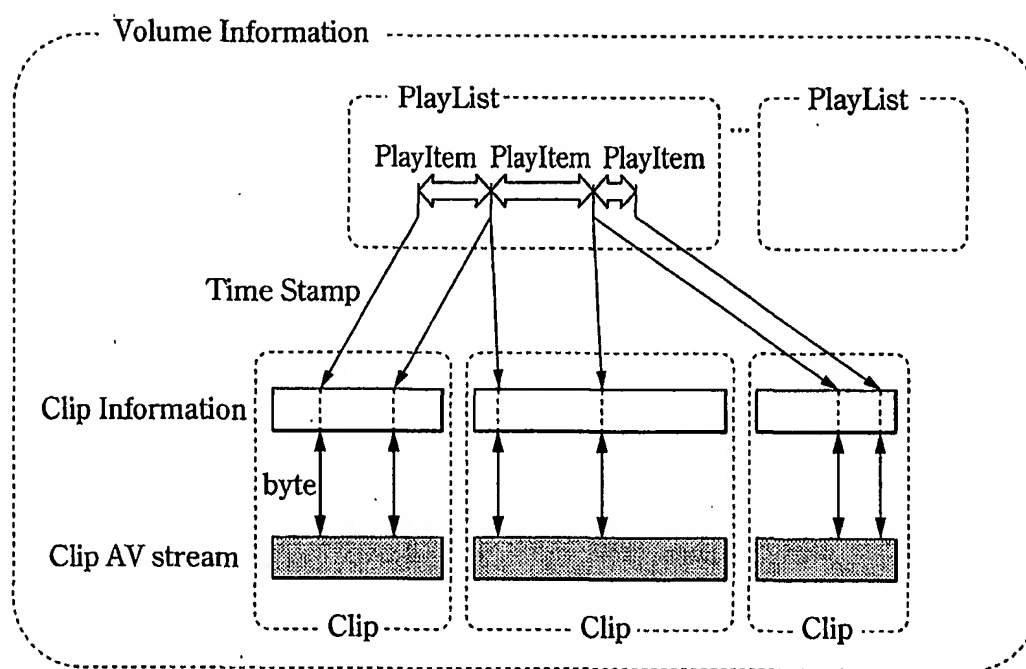 Volume Information
PlayList
PlayList
...
PlayItem PlayItem PlayItem
Time Stamp
Clip Information
byte
Clip AV stream
Clip
Clip
Clip